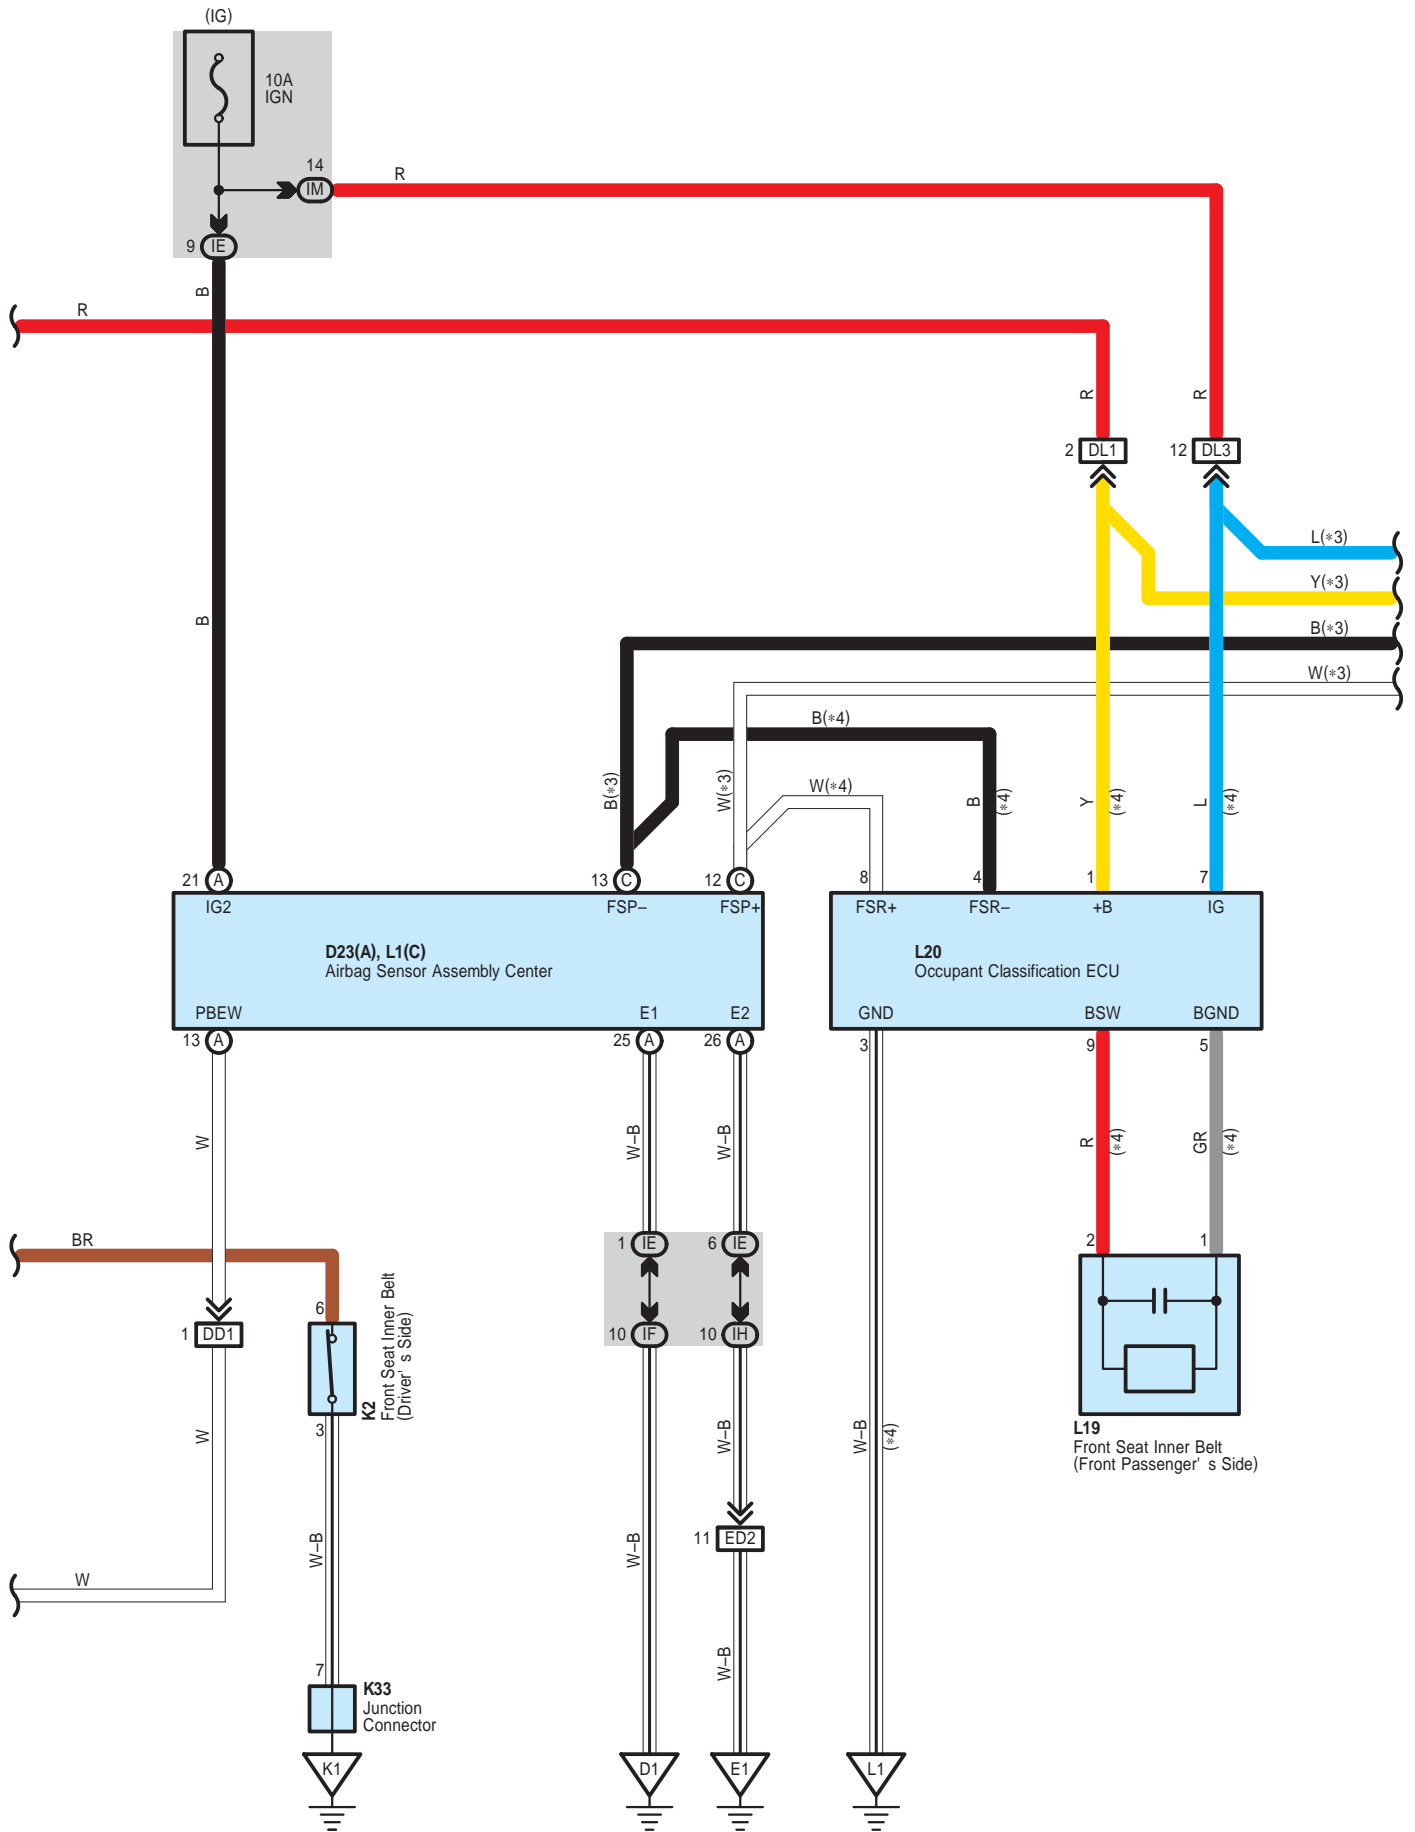 (IG)
10A
IGN
14
IM
R
9
IE
B
R
R
R
2
DL1
12
DL3
L(*3)
Y(*3)
B
B(*3)
W(*3)
B(*4)
W(*4)
B(*3)
W(*3)
B
(*4)
Y
(*4)
L
(*4)
21
A
13
C
12
C
8
4
1
7
IG2
FSP–
FSP+
FSR+
FSR–
+B
IG
D23(A), L1(C)
Airbag Sensor Assembly Center
L20
Occupant Classification ECU
PBEW
E1
E2
GND
BSW
BGND
13
A
25
A
26
A
3
9
5
W
W–B
W–B
R
(*4)
GR
(*4)
BR
1
IE
6
IE
2
1
6
1
DD1
10
IF
10
IH
K2
Front Seat Inner Belt
(Driver' s Side)
3
W
W–B
W–B
(*4)
L19
Front Seat Inner Belt
(Front Passenger' s Side)
W–B
W–B
11
ED2
W
W–B
7
K33
Junction
Connector
K1
D1
E1
L1